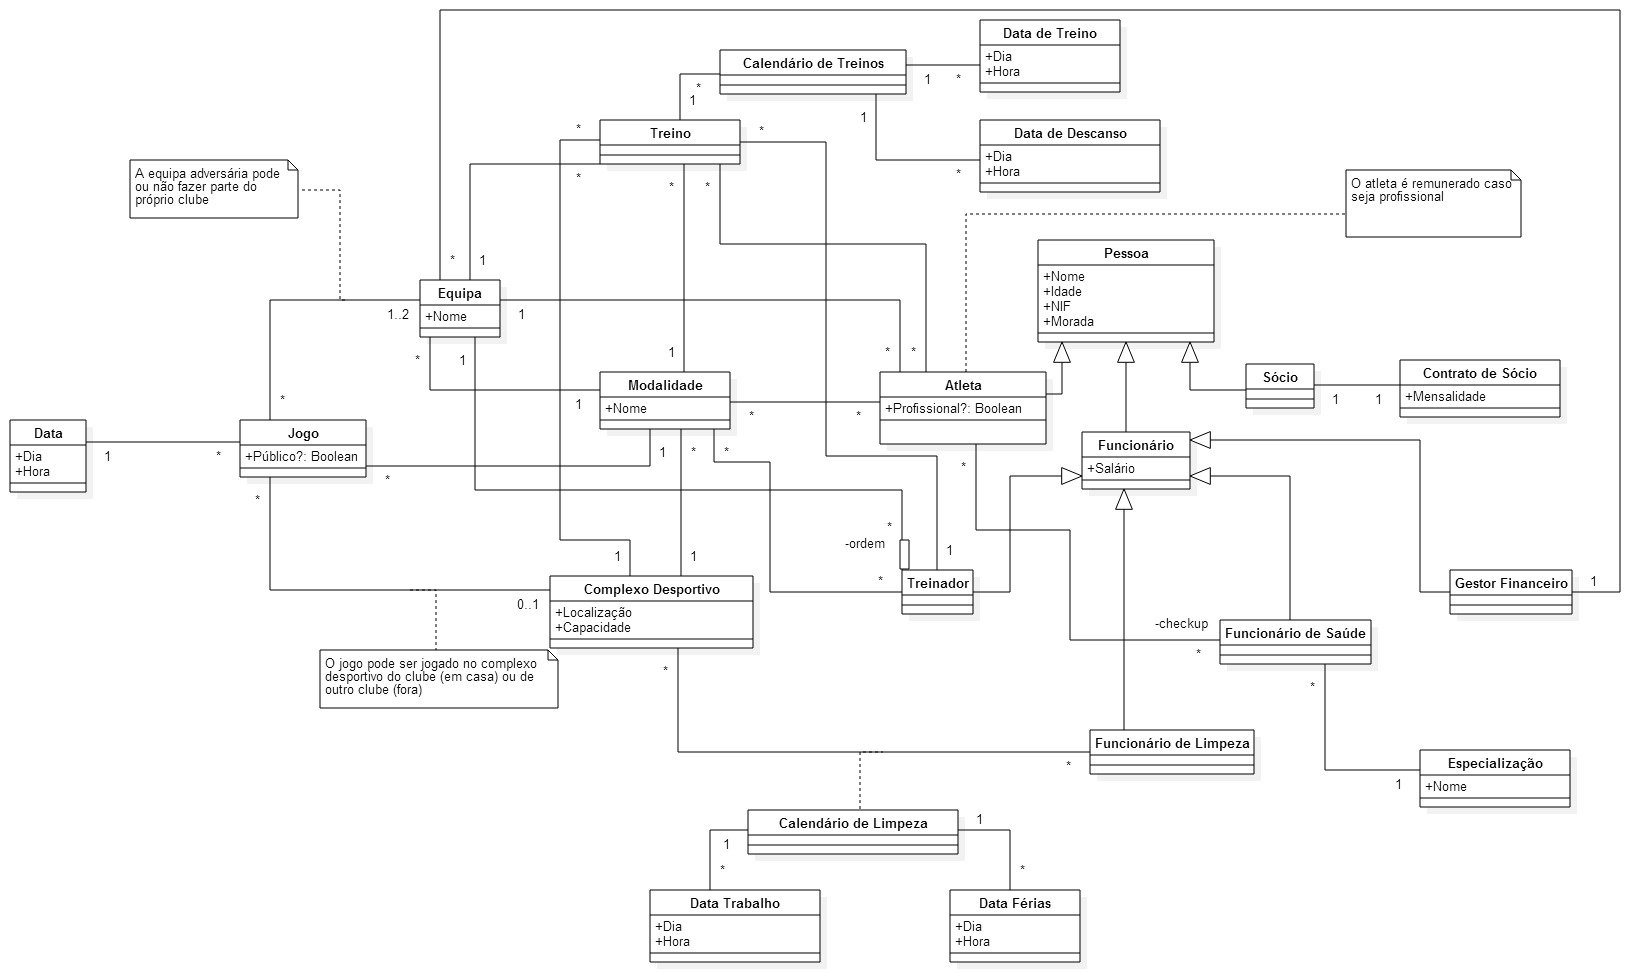 Data de Treino
+Dia
+Hora
Calendário de Treinos
1
*
*
1
1
Treino
*
*
Data de Descanso
+Dia
+Hora
*
A equipa adversária pode
ou não fazer parte do
próprio clube
*
*
*
O atleta é remunerado caso
seja profissional
Pessoa
+Nome
+Idade
+NIF
+Morada
*
1
Equipa
+Nome
1..2
1
*
1
1
*
*
Modalidade
+Nome
1
*
*
Atleta
+Profissional?: Boolean
Sócio
1
1
Contrato de Sócio
+Mensalidade
*
Data
+Dia
+Hora
1
*
Jogo
+Público?: Boolean
*
*
1
*
*
*
Funcionário
+Salário
*
-ordem
1
1
1
*
Treinador
Complexo Desportivo
+Localização
+Capacidade
0..1
*
Gestor Financeiro
1
-checkup
*
Funcionário de Saúde
*
O jogo pode ser jogado no complexo
desportivo do clube (em casa) ou de
outro clube (fora)
Funcionário de Limpeza
*
Especialização
+Nome
1
Calendário de Limpeza
1
1
*
*
Data Trabalho
+Dia
+Hora
Data Férias
+Dia
+Hora